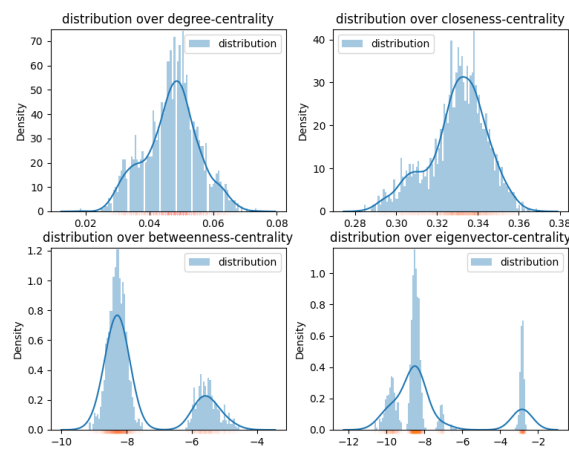 distribution over degree-centrality
distribution over closeness-centrality
70
60
50
40
30
20
10
0
Density
distribution
0.02 0.04 0.06 0.08
40
30
20
10
0
Density
distribution
0.28 0.30 0.32 0.34 0.36 0.38
distribution over betweenness-centrality
distribution over eigenvector-centrality
1.2
1.0
0.8
0.6
0.4
0.2
0.0
Density
distribution
−10 −8 −6 −4
1.0
0.8
0.6
0.4
0.2
0.0
Density
distribution
−12 −10 −8 −6 −4 −2